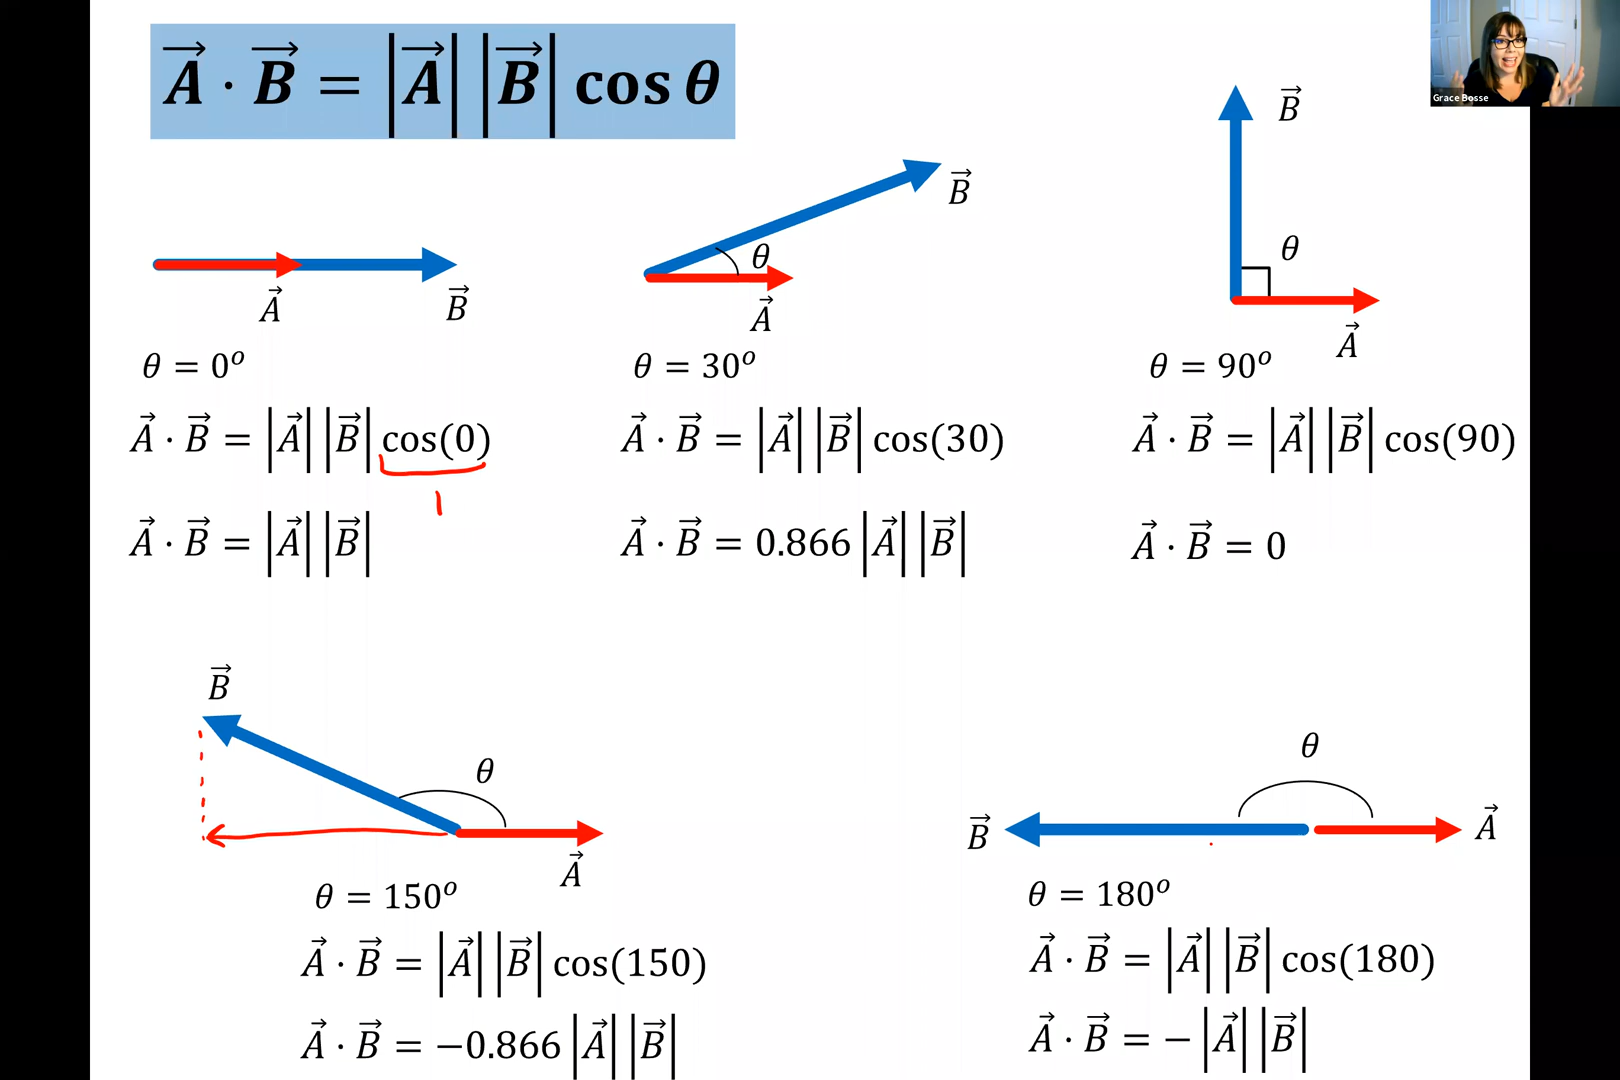 A⃗ · B⃗ = |A⃗| |B⃗| cos θ
Grace Bosse
A⃗
B⃗
θ = 0°
A⃗ · B⃗ = |A⃗| |B⃗| cos(0)
1
A⃗ · B⃗ = |A⃗| |B⃗|
B⃗
θ
A⃗
θ = 30°
A⃗ · B⃗ = |A⃗| |B⃗| cos(30)
A⃗ · B⃗ = 0.866 |A⃗| |B⃗|
B⃗
θ
A⃗
θ = 90°
A⃗ · B⃗ = |A⃗| |B⃗| cos(90)
A⃗ · B⃗ = 0
B⃗
θ
A⃗
θ = 150°
A⃗ · B⃗ = |A⃗| |B⃗| cos(150)
A⃗ · B⃗ = −0.866 |A⃗| |B⃗|
θ
B⃗
A⃗
θ = 180°
A⃗ · B⃗ = |A⃗| |B⃗| cos(180)
A⃗ · B⃗ = − |A⃗| |B⃗|